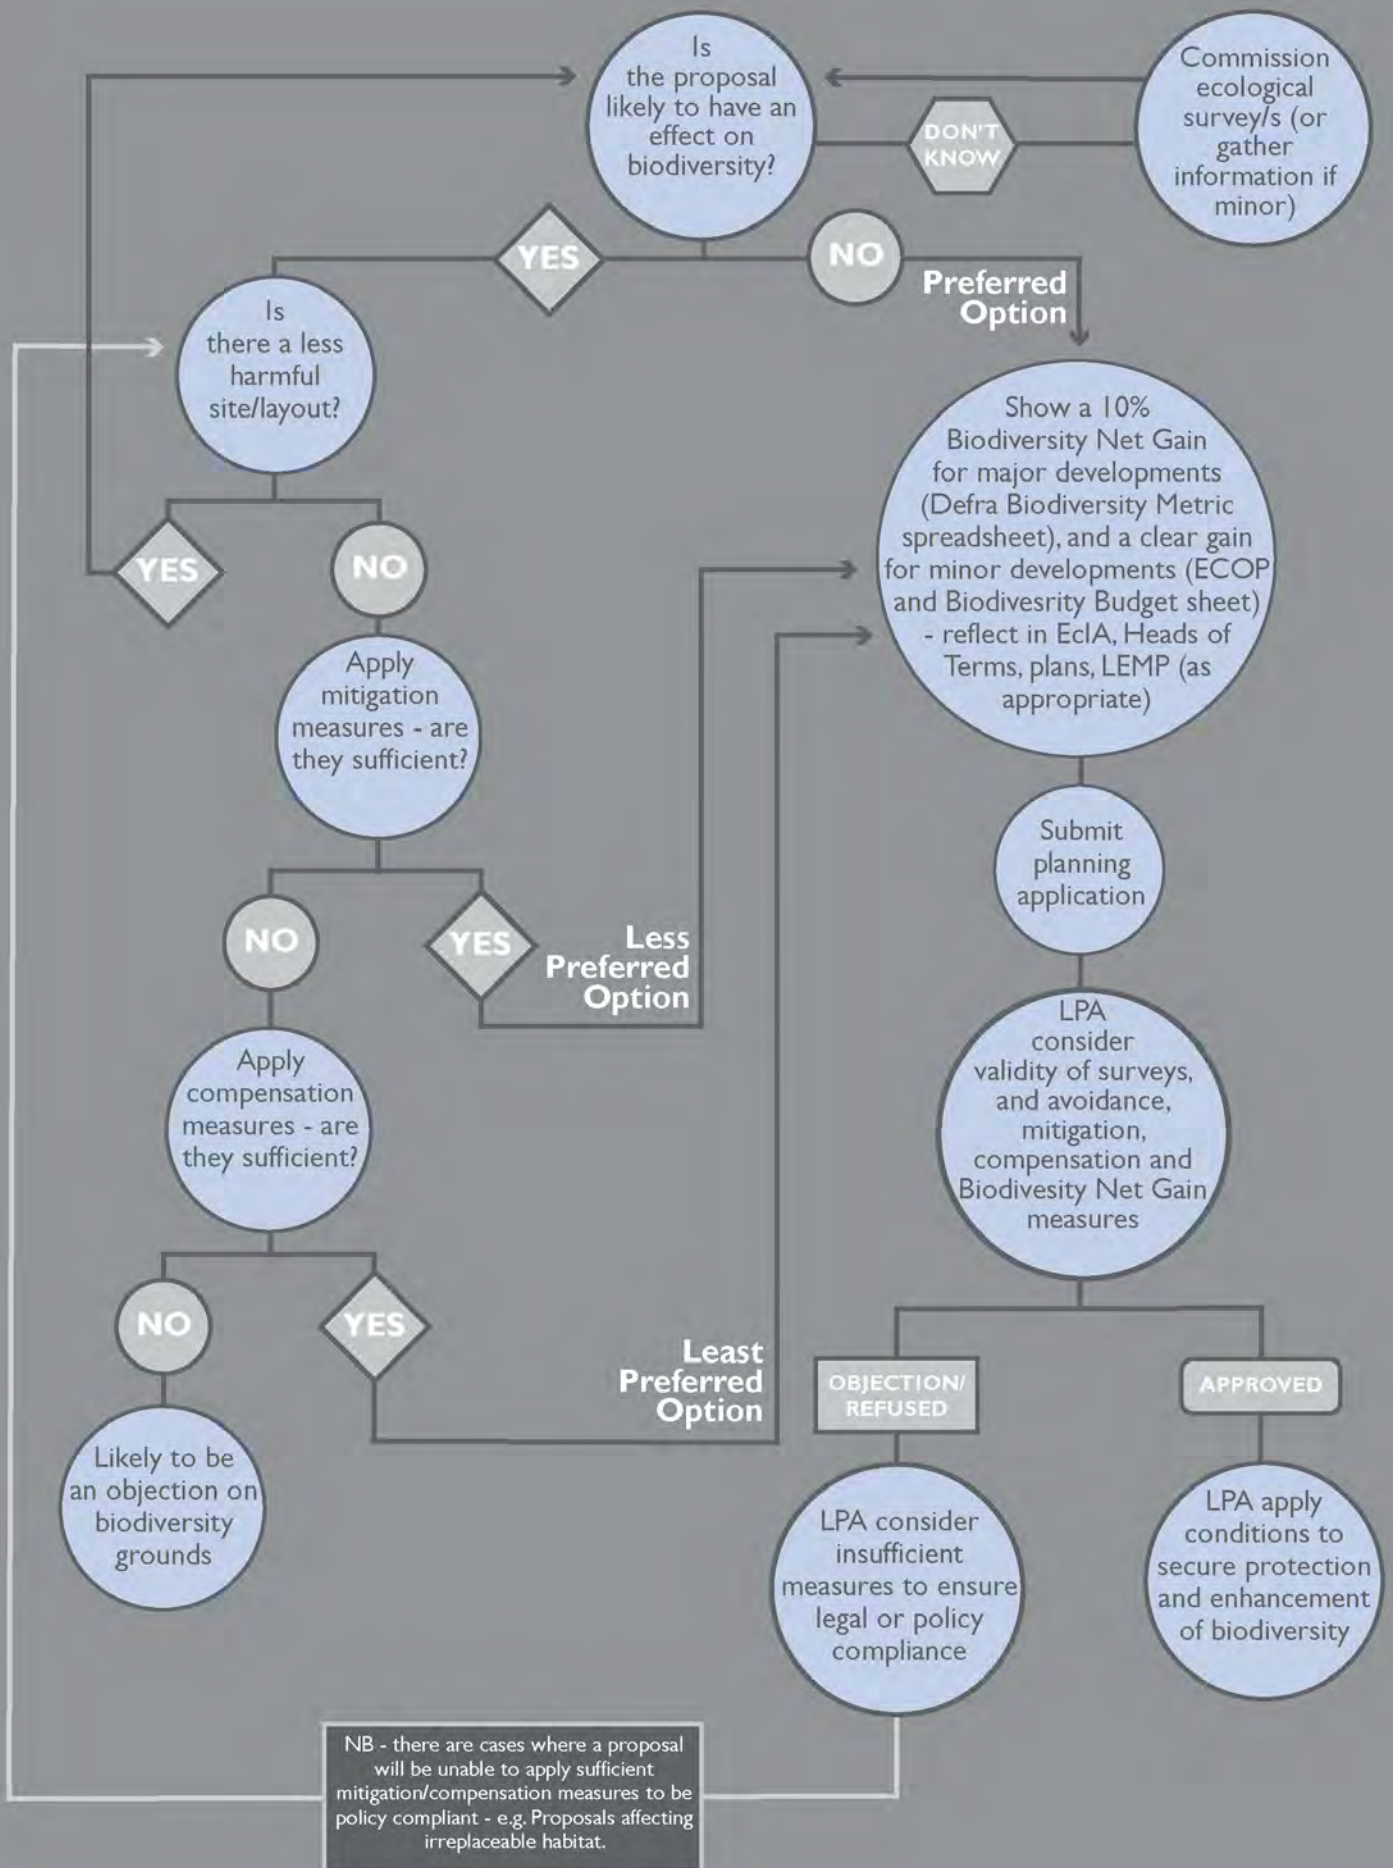 Is
the proposal
likely to have an
effect on
biodiversity?
DON'T
KNOW
Commission
ecological
survey/s (or
gather
information if
minor)
YES
NO
Preferred
Option
Is
there a less
harmful
site/layout?
YES
NO
Show a 10%
Biodiversity Net Gain
for major developments
(Defra Biodiversity Metric
spreadsheet), and a clear gain
for minor developments (ECOP
and Biodivesrity Budget sheet)
- reflect in EcIA, Heads of
Terms, plans, LEMP (as
appropriate)
Apply
mitigation
measures - are
they sufficient?
NO
YES
Less
Preferred
Option
Submit
planning
application
Apply
compensation
measures - are
they sufficient?
LPA
consider
validity of surveys,
and avoidance,
mitigation,
compensation and
Biodivesity Net Gain
measures
NO
YES
Least
Preferred
Option
OBJECTION/
REFUSED
APPROVED
Likely to be
an objection on
biodiversity
grounds
LPA consider
insufficient
measures to ensure
legal or policy
compliance
LPA apply
conditions to
secure protection
and enhancement
of biodiversity
NB - there are cases where a proposal
will be unable to apply sufficient
mitigation/compensation measures to be
policy compliant - e.g. Proposals affecting
irreplaceable habitat.